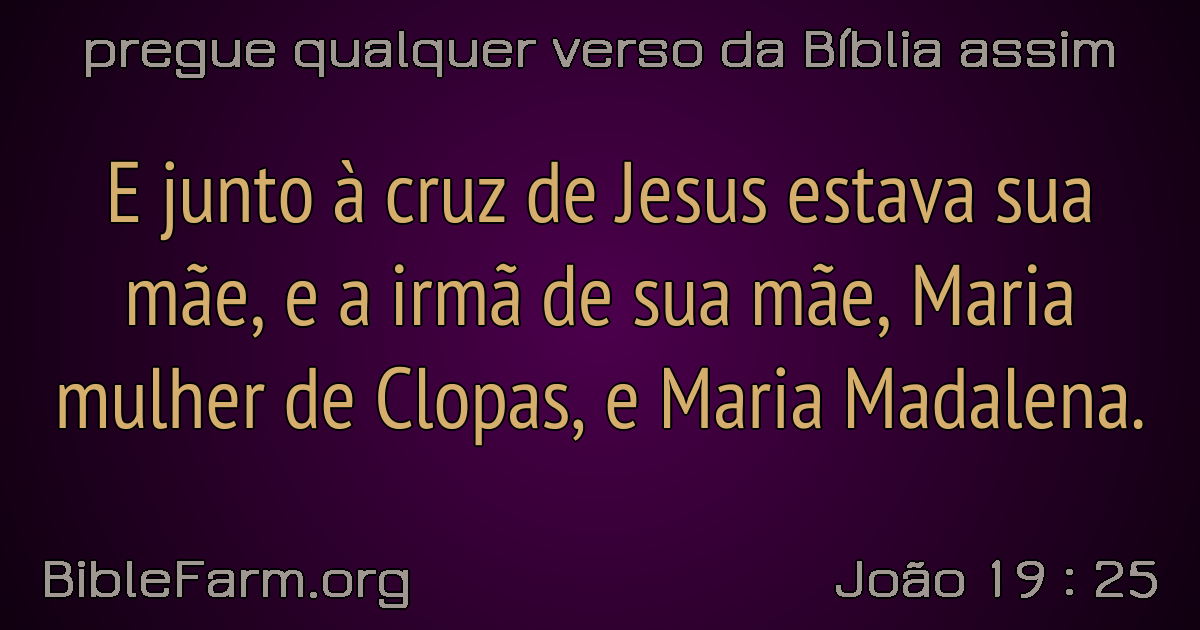 pregue qualquer verso da Bíblia assim
E junto à cruz de Jesus estava sua
mãe, e a irmã de sua mãe, Maria
mulher de Clopas, e Maria Madalena.
BibleFarm.org
João 19 : 25